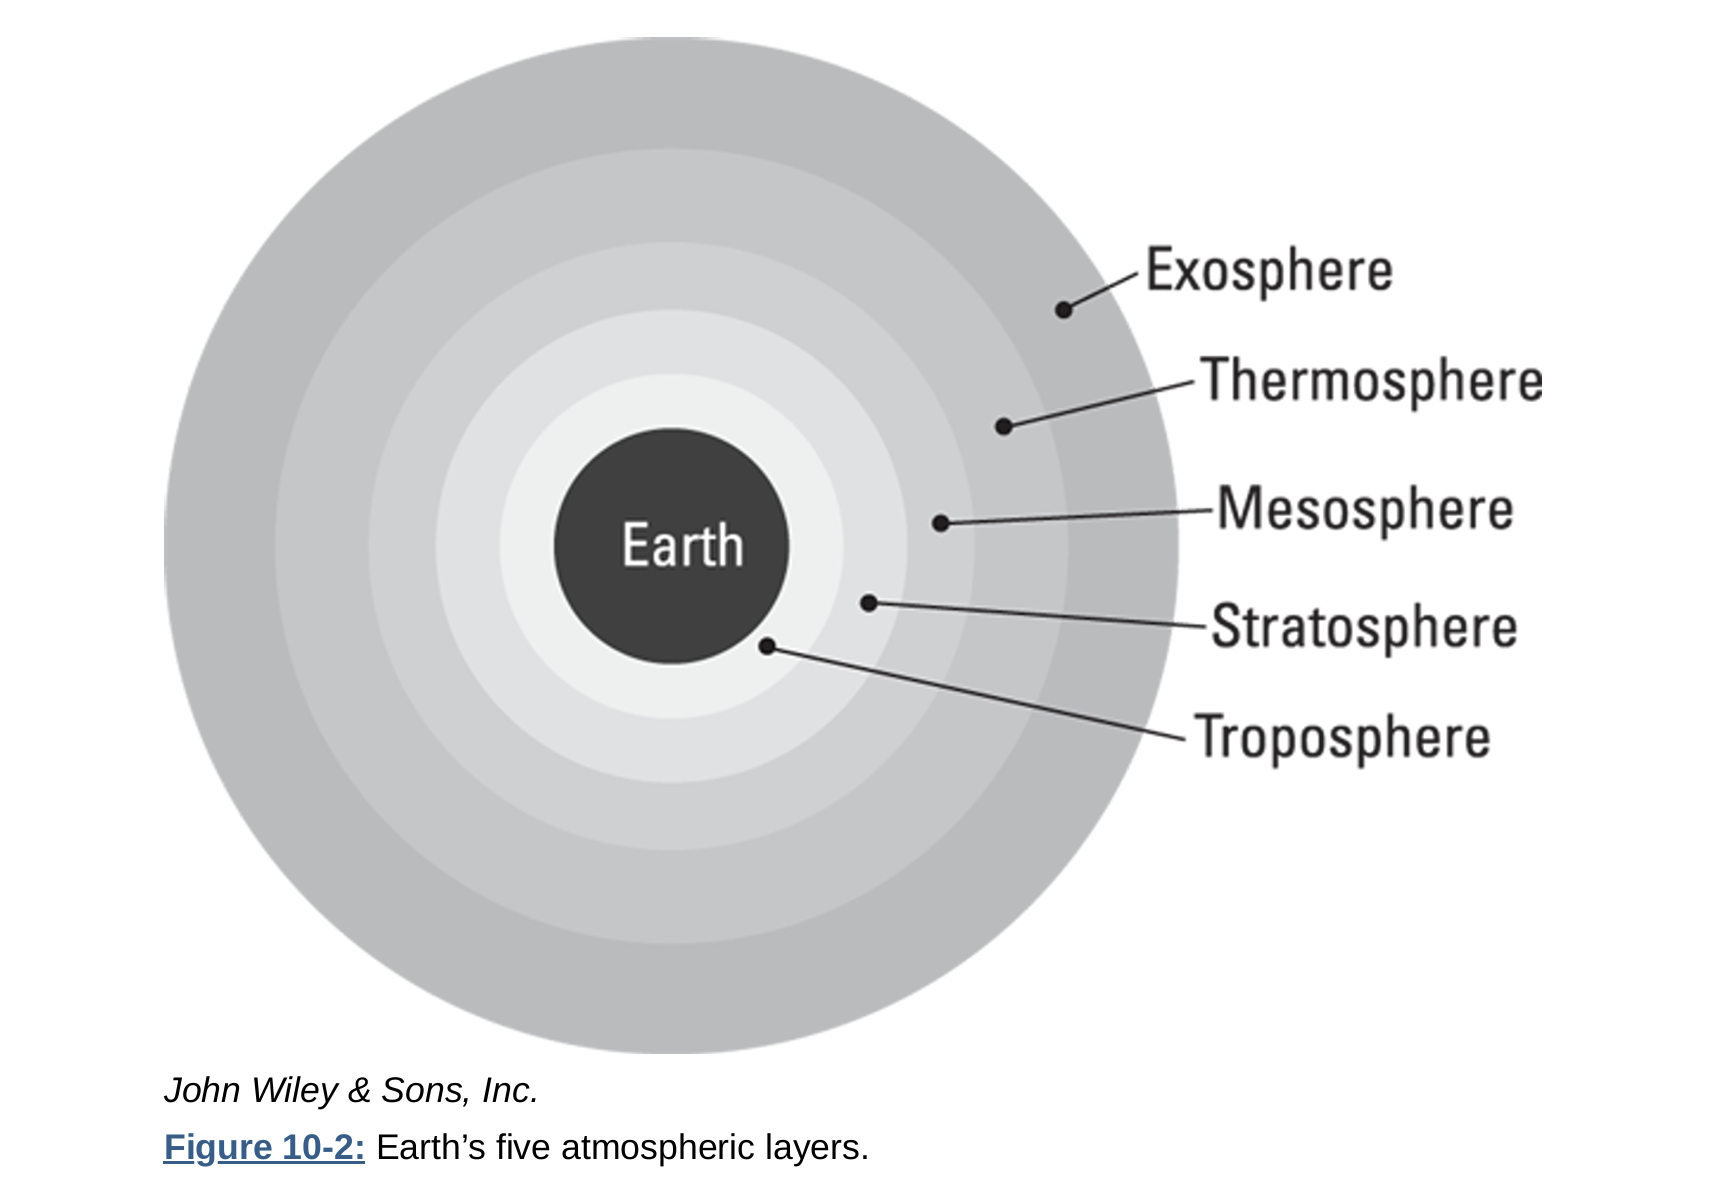 Exosphere
Thermosphere
Mesosphere
Earth
Stratosphere
Troposphere
John Wiley & Sons, Inc.
Figure 10-2: Earth’s five atmospheric layers.